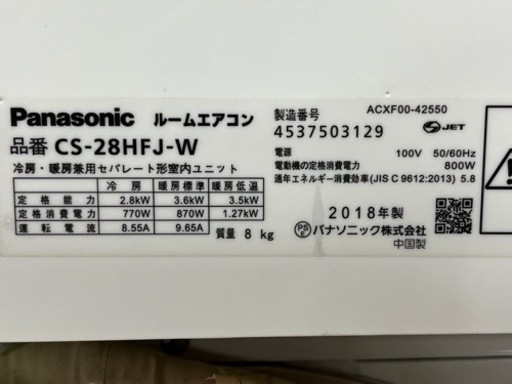 Panasonic ルームエアコン
品番 CS-28HFJ-W
冷房・暖房兼用セパレート形室内ユニット
冷房 暖房標準 暖房低温
定格能力 2.8kW 3.6kW 3.5kW
定格消費電力 770W 870W 1.27kW
運転電流 8.55A 9.65A
質量 8 kg
ACXF00-42550
製造番号
4537503129
JET
電源 100V 50/60Hz
電動機の定格消費電力 800W
通年エネルギー消費効率(JIS C 9612:2013) 5.8
2018年製
PSE
パナソニック株式会社
中国製